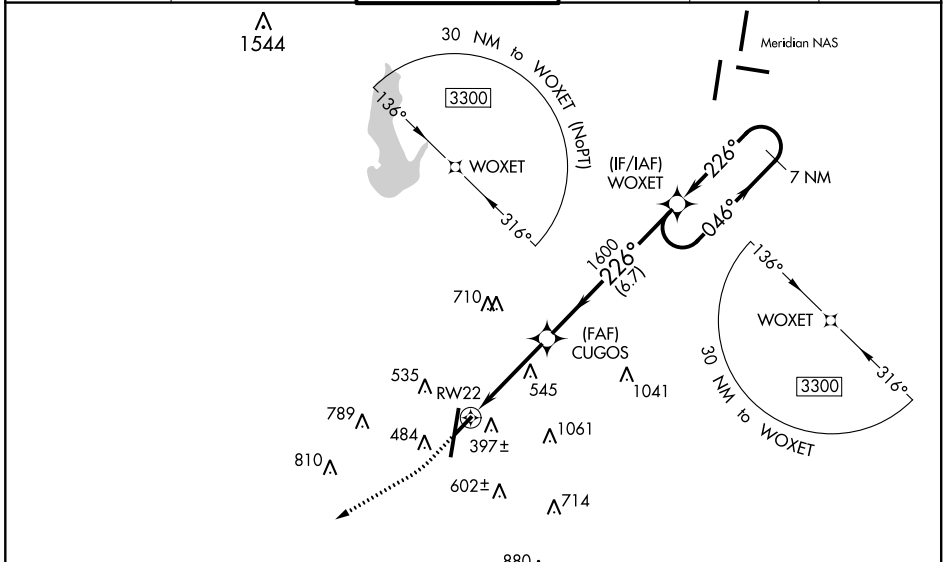 1544
30 NM to WOXET (NoPT)
Meridian NAS
3300
136°
WOXET
316°
(IF/IAF)
WOXET
226°
7 NM
046°
1600
226°
(6.7)
136°
WOXET
316°
3300
30 NM to WOXET
710
(FAF)
CUGOS
535
545
1041
RW22
789
484
397±
1061
810
602±
714
880